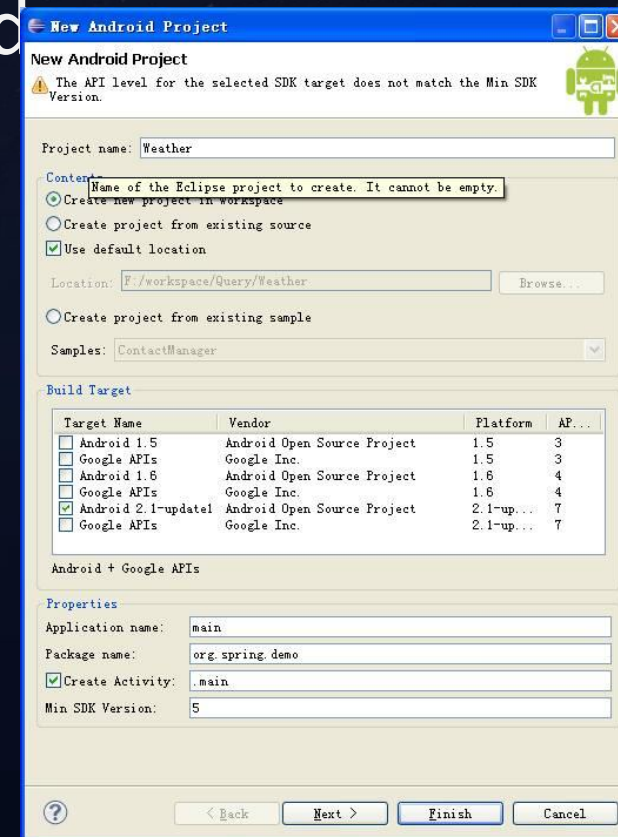 d
New Android Project
New Android Project
The API level for the selected SDK target does not match the Min SDK
Version.
Project name: Weather
Contents
Name of the Eclipse project to create. It cannot be empty.
Create new project in workspace
Create project from existing source
Use default location
Location: F:/workspace/Query/Weather Browse...
Create project from existing sample
Samples: ContactManager
Build Target
Target Name Vendor Platform AP...
Android 1.5 Android Open Source Project 1.5 3
Google APIs Google Inc. 1.5 3
Android 1.6 Android Open Source Project 1.6 4
Google APIs Google Inc. 1.6 4
Android 2.1-update1 Android Open Source Project 2.1-up... 7
Google APIs Google Inc. 2.1-up... 7
Android + Google APIs
Properties
Application name: main
Package name: org.spring.demo
Create Activity: .main
Min SDK Version: 5
? < Back Next > Finish Cancel